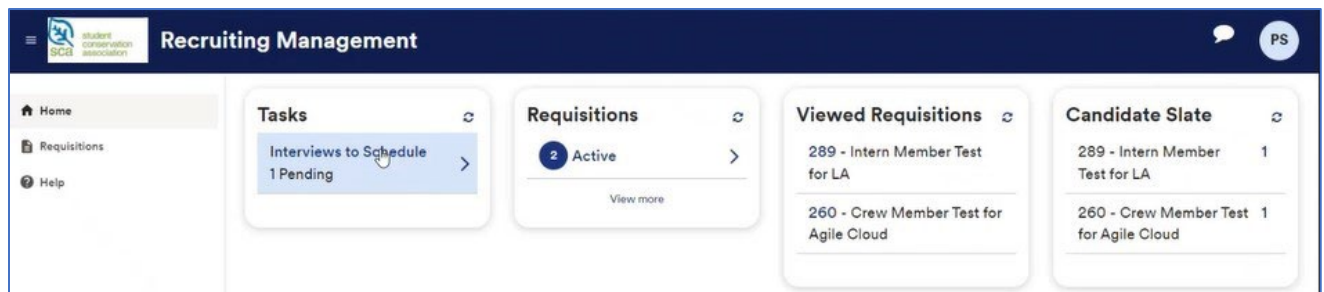 sca
student
conservation
association
Recruiting Management
PS
Home
Requisitions
Help
Tasks
Interviews to Schedule
1 Pending
Requisitions
2 Active
View more
Viewed Requisitions
289 - Intern Member Test
for LA
260 - Crew Member Test for
Agile Cloud
Candidate Slate
289 - Intern Member 1
Test for LA
260 - Crew Member Test 1
for Agile Cloud